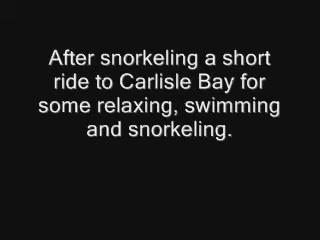 After snorkeling a short
ride to Carlisle Bay for
some relaxing, swimming
and snorkeling.